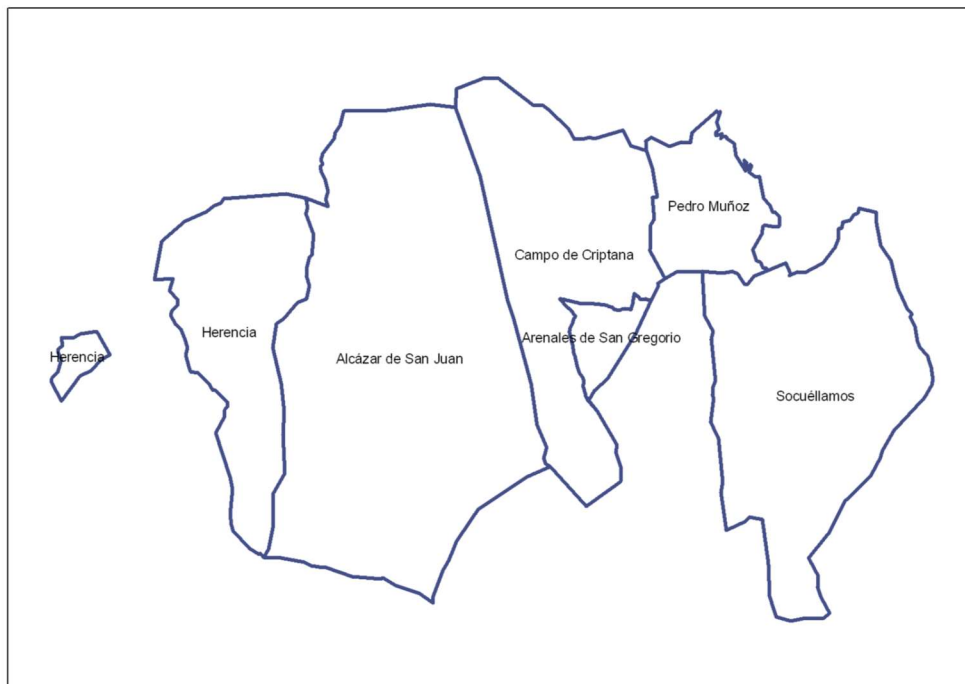 Pedro Muñoz
Campo de Criptana
Herencia
Arenales de San Gregorio
Herencia
Alcázar de San Juan
Socuéllamos